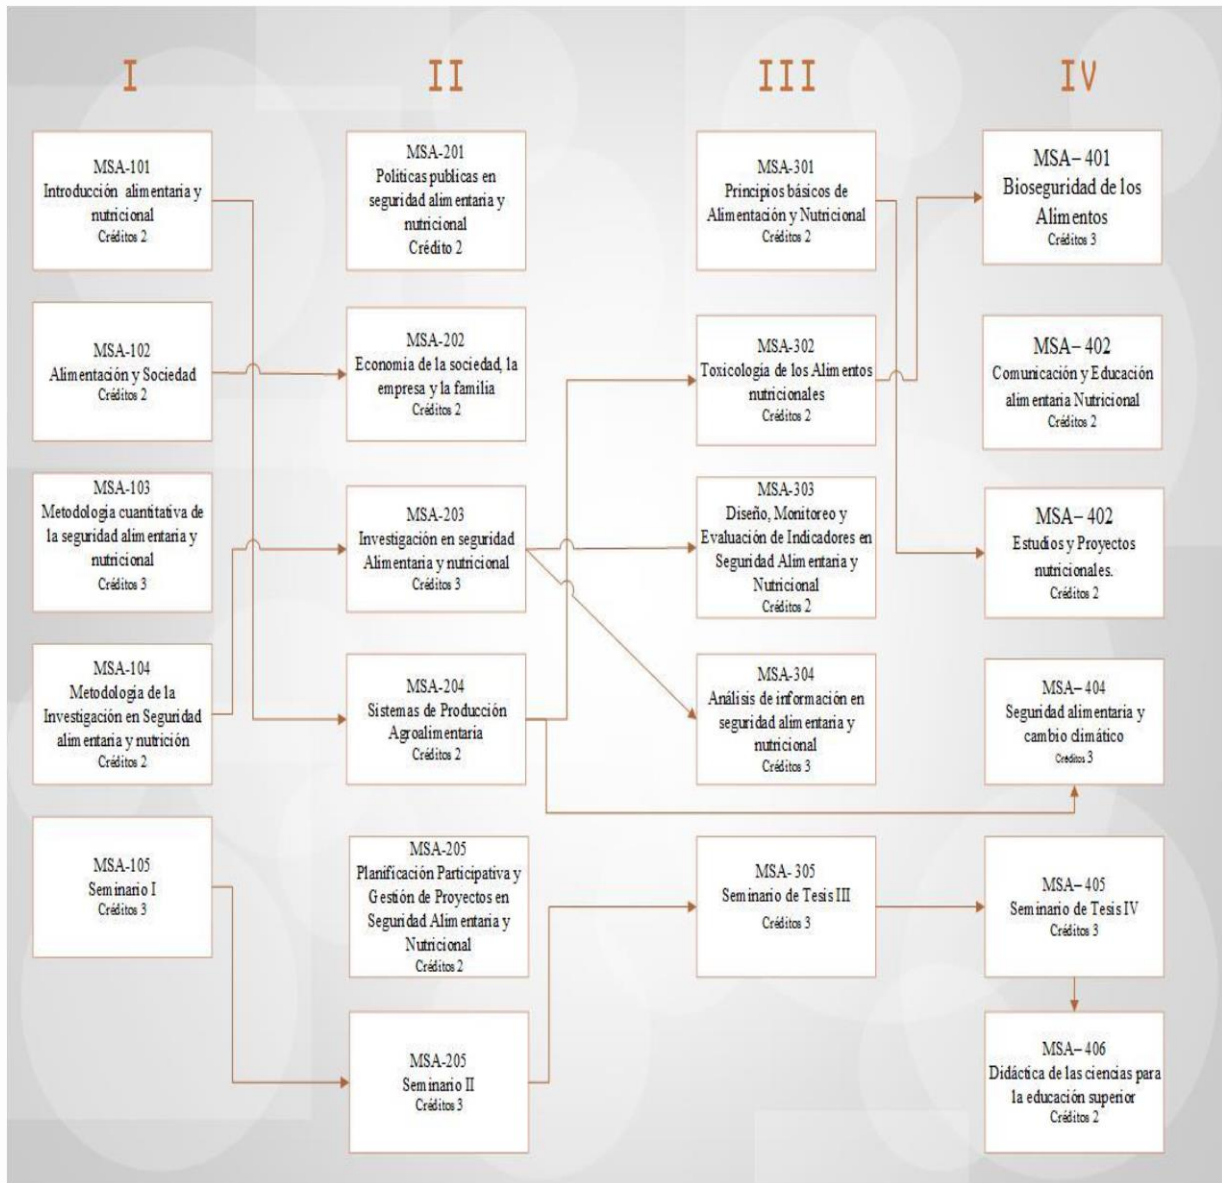 I
II
III
IV
MSA-101
Introducción alimentaria y
nutricional
Créditos 2
MSA-102
Alimentación y Sociedad
Créditos 2
MSA-103
Metodología cuantitativa de
la seguridad alimentaria y
nutricional
Créditos 3
MSA-104
Metodología de la
Investigación en Seguridad
alimentaria y nutrición
Créditos 2
MSA-105
Seminario I
Créditos 3
MSA-201
Políticas publicas en
seguridad alimentaria y
nutricional
Crédito 2
MSA-202
Economía de la sociedad, la
empresa y la familia
Créditos 2
MSA-203
Investigación en seguridad
Alimentaria y nutricional
Créditos 3
MSA-204
Sistemas de Producción
Agroalimentaria
Créditos 2
MSA-205
Planificación Participativa y
Gestión de Proyectos en
Seguridad Alimentaria y
Nutricional
Créditos 2
MSA-205
Seminario II
Créditos 3
MSA-301
Principios básicos de
Alimentación y Nutricional
Créditos 2
MSA-302
Toxicología de los Alimentos
nutricionales
Créditos 2
MSA-303
Diseño, Monitoreo y
Evaluación de Indicadores en
Seguridad Alimentaria y
Nutricional
Créditos 2
MSA-304
Análisis de información en
seguridad alimentaria y
nutricional
Créditos 3
MSA- 305
Seminario de Tesis III
Créditos 3
MSA– 401
Bioseguridad de los
Alimentos
Créditos 3
MSA– 402
Comunicación y Educación
alimentaria Nutricional
Créditos 2
MSA– 402
Estudios y Proyectos
nutricionales.
Créditos 2
MSA– 404
Seguridad alimentaria y
cambio climático
Créditos 3
MSA– 405
Seminario de Tesis IV
Créditos 3
MSA– 406
Didáctica de las ciencias para
la educación superior
Créditos 2